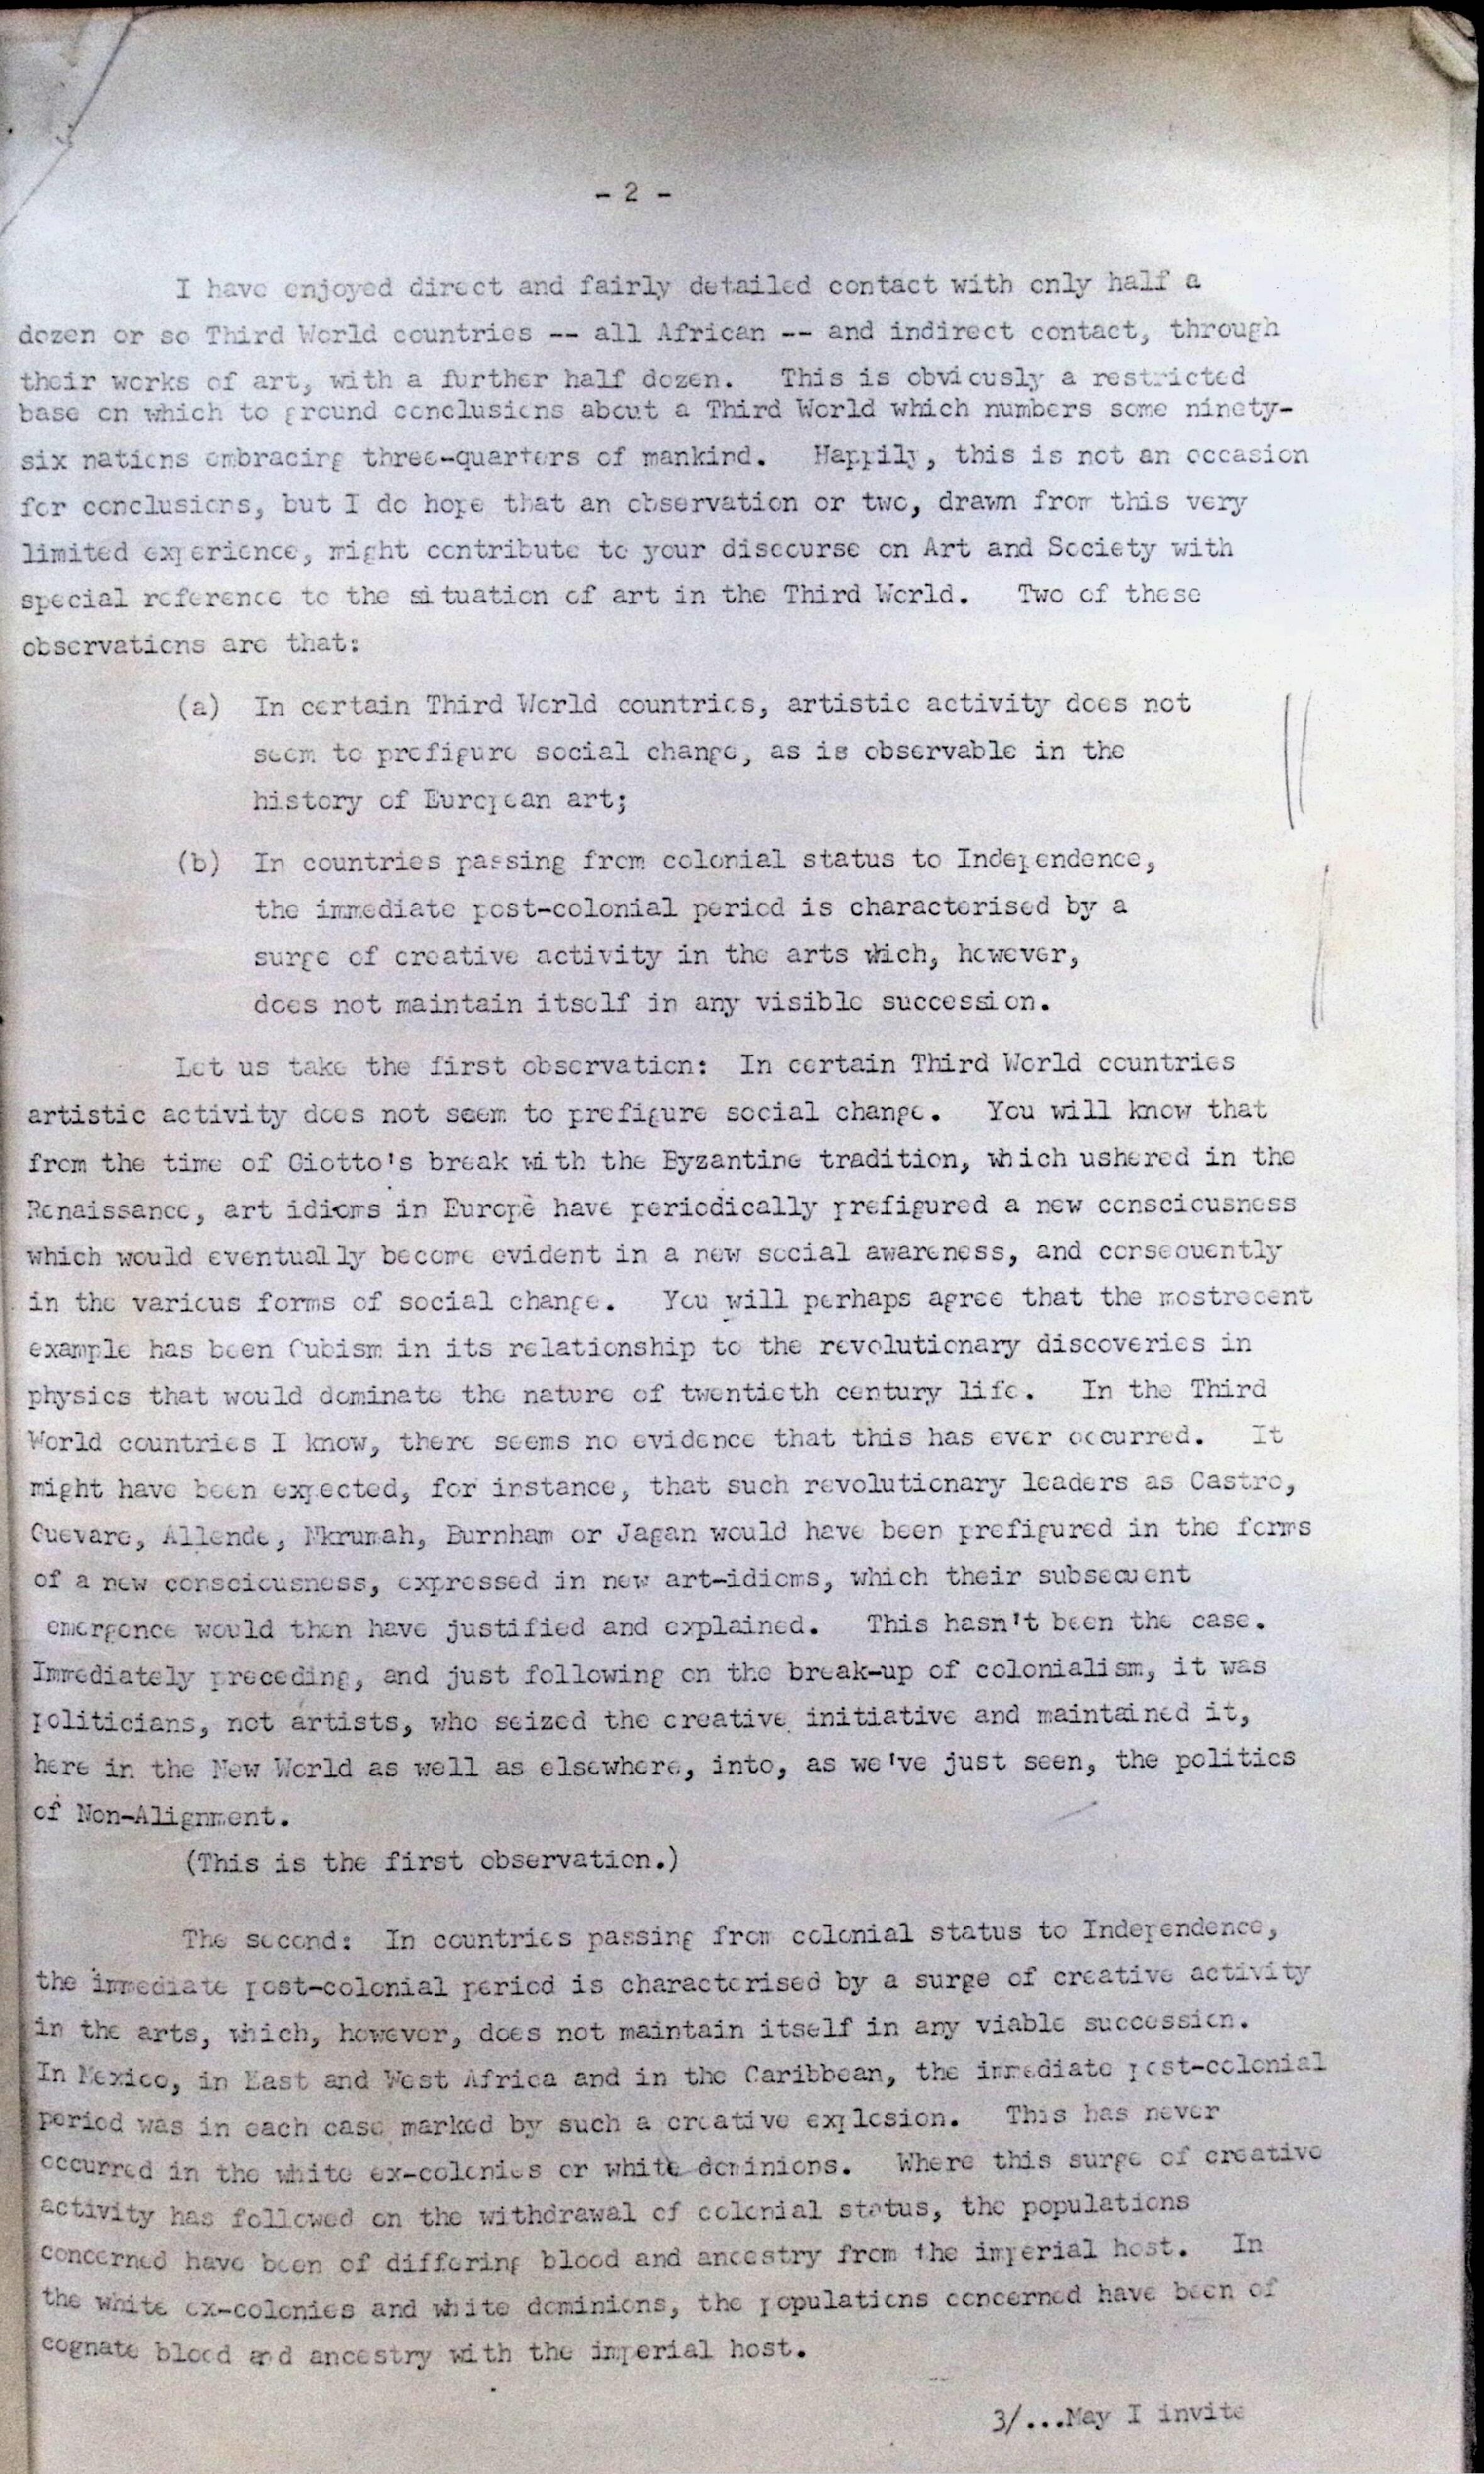 - 2 -
I have enjoyed direct and fairly detailed contact with only half a
dozen or so Third World countries -- all African -- and indirect contact, through
their works of art, with a further half dozen. This is obviously a restricted
base on which to ground conclusions about a Third World which numbers some ninety-
six nations embracing three-quarters of mankind. Happily, this is not an occasion
for conclusions, but I do hope that an observation or two, drawn from this very
limited experience, might contribute to your discourse on Art and Society with
special reference to the situation of art in the Third World. Two of these
observations are that:
(a) In certain Third World countries, artistic activity does not
seem to prefigure social change, as is observable in the
history of European art;
(b) In countries passing from colonial status to Independence,
the immediate post-colonial period is characterised by a
surge of creative activity in the arts which, however,
does not maintain itself in any visible succession.
Let us take the first observation: In certain Third World countries
artistic activity does not seem to prefigure social change. You will know that
from the time of Giotto's break with the Byzantine tradition, which ushered in the
Renaissance, art idioms in Europe have periodically prefigured a new consciousness
which would eventually become evident in a new social awareness, and consequently
in the various forms of social change. You will perhaps agree that the mostrecent
example has been Cubism in its relationship to the revolutionary discoveries in
physics that would dominate the nature of twentieth century life. In the Third
World countries I know, there seems no evidence that this has ever occurred. It
might have been expected, for instance, that such revolutionary leaders as Castro,
Guevaro, Allende, Nkrumah, Burnham or Jagan would have been prefigured in the forms
of a new consciousness, expressed in new art-idioms, which their subsequent
emergence would then have justified and explained. This hasn't been the case.
Immediately preceding, and just following on the break-up of colonialism, it was
politicians, not artists, who seized the creative initiative and maintained it,
here in the New World as well as elsewhere, into, as we've just seen, the politics
of Non-Alignment.
(This is the first observation.)
The second: In countries passing from colonial status to Independence,
the immediate post-colonial period is characterised by a surge of creative activity
in the arts, which, however, does not maintain itself in any viable succession.
In Mexico, in East and West Africa and in the Caribbean, the immediate post-colonial
period was in each case marked by such a creative explosion. This has never
occurred in the white ex-colonies or white dominions. Where this surge of creative
activity has followed on the withdrawal of colonial status, the populations
concerned have been of differing blood and ancestry from the imperial host. In
the white ex-colonies and white dominions, the populations concerned have been of
cognate blood and ancestry with the imperial host.
3/...May I invite